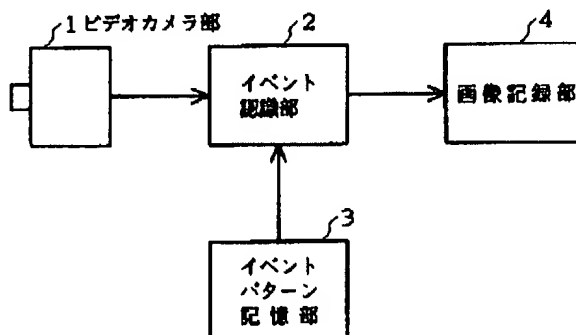 1 ビデオカメラ部
2
イベント
認識部
4
画像記録部
3
イベント
パターン
記憶部